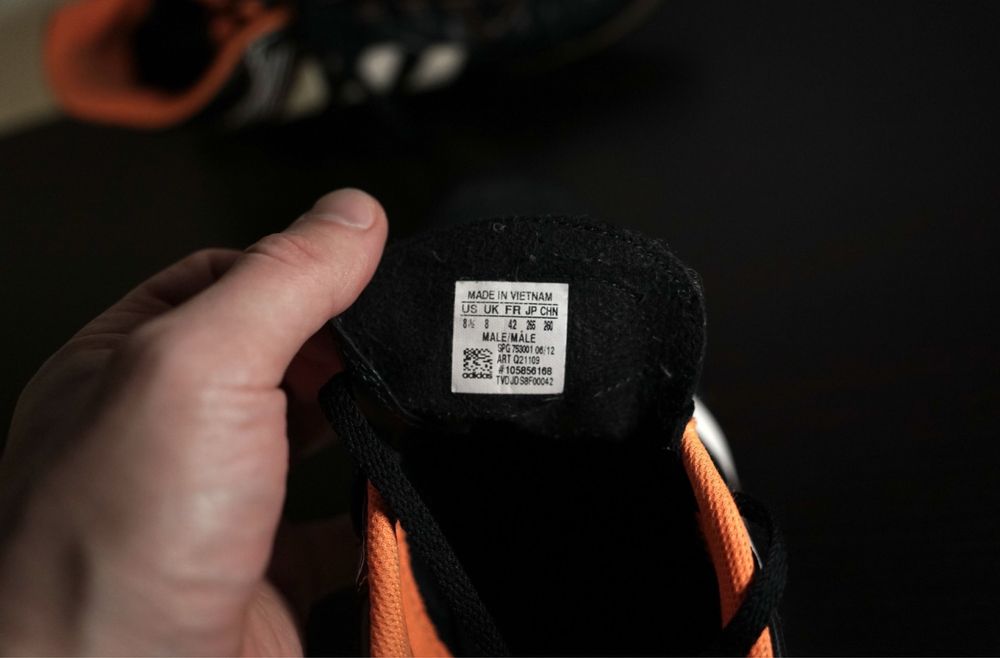 MADE IN VIETNAM
US UK FR JP CHN
8½ 8 42 265 260
MALE/MÂLE
SPG 753001 06/12
ART Q21109
#105856168
adidas TVDJDS8F00042